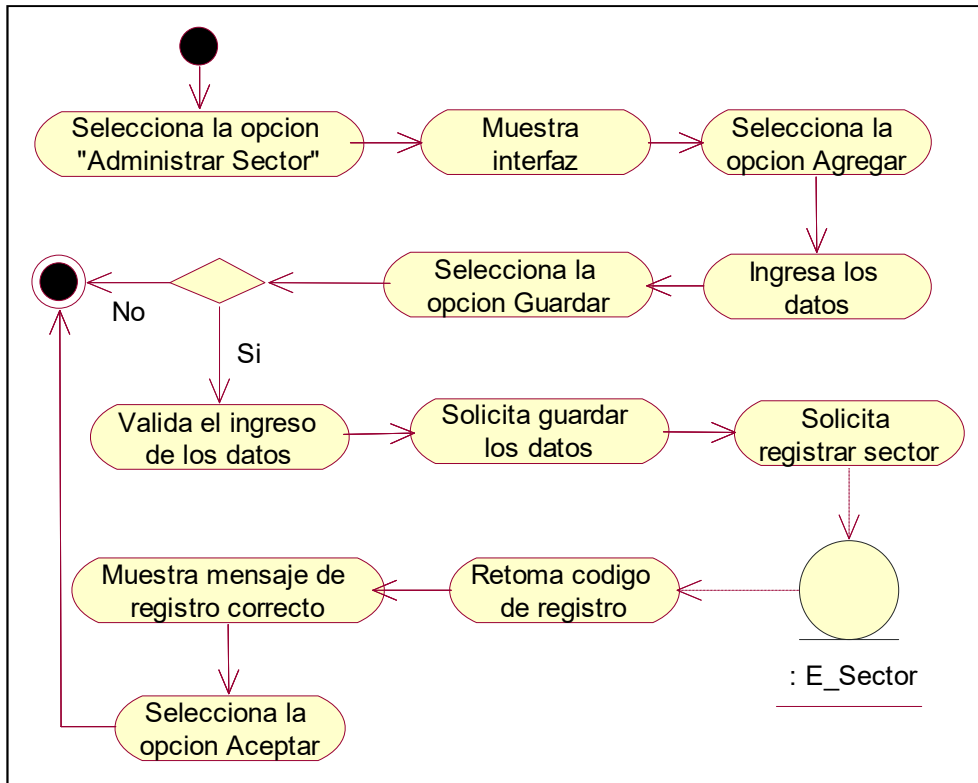 Selecciona la opcion
"Administrar Sector"
Muestra
interfaz
Selecciona la
opcion Agregar
Ingresa los
datos
Selecciona la
opcion Guardar
No
Si
Valida el ingreso
de los datos
Solicita guardar
los datos
Solicita
registrar sector
: E_Sector
Retoma codigo
de registro
Muestra mensaje de
registro correcto
Selecciona la
opcion Aceptar